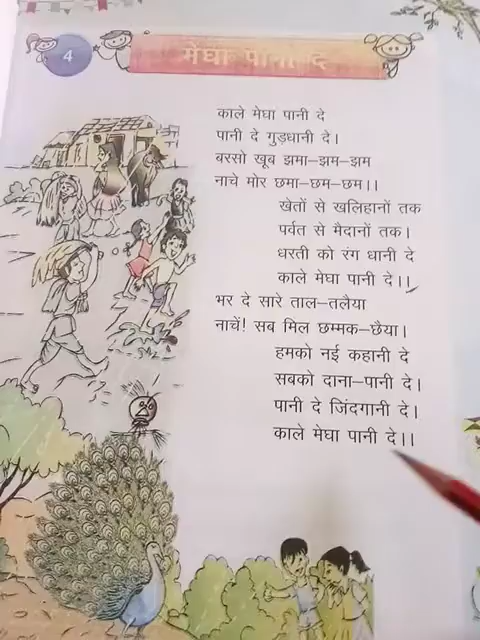 4
मेघा पानी दे
काले मेघा पानी दे
पानी दे गुड़धानी दे।
बरसो खूब झमा–झम–झम
नाचे मोर छमा–छम–छम।।
खेतों से खलिहानों तक
पर्वत से मैदानों तक।
धरती को रंग धानी दे
काले मेघा पानी दे।।
भर दे सारे ताल–तलैया
नाचें! सब मिल छम्मक–छैया।
हमको नई कहानी दे
सबको दाना–पानी दे।
पानी दे जिंदगानी दे।
काले मेघा पानी दे।।